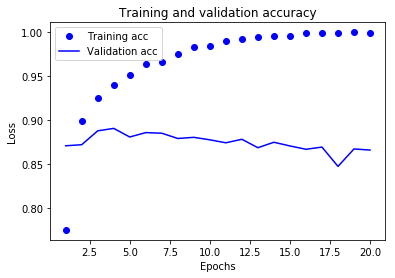 Training and validation accuracy
Training acc
Validation acc
1.00
0.95
0.90
0.85
0.80
Loss
2.5 5.0 7.5 10.0 12.5 15.0 17.5 20.0
Epochs